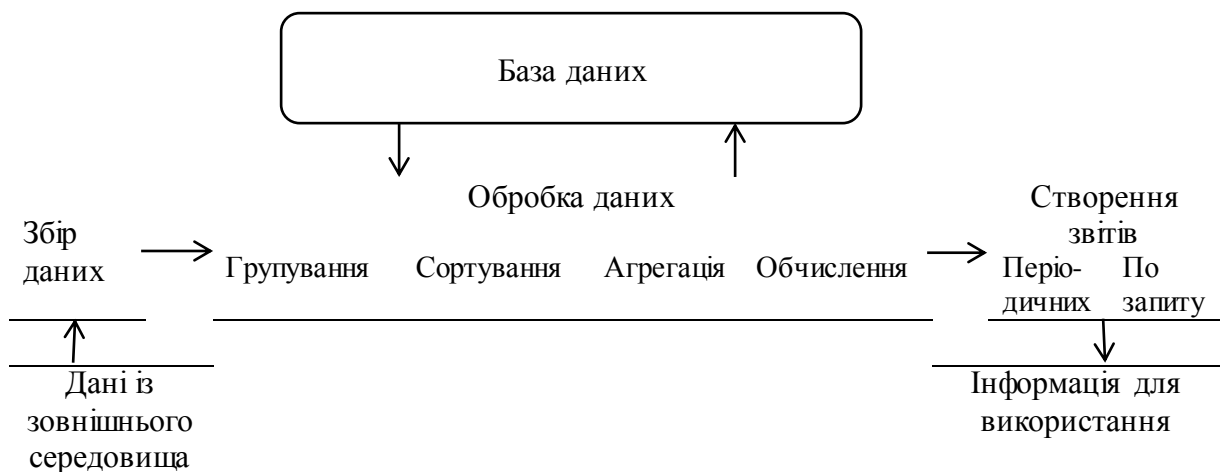 База даних
Обробка даних
Збір
даних
Групування
Сортування
Агрегація
Обчислення
Створення
звітів
Періо-
дичних
По
запиту
Дані із
зовнішнього
середовища
Інформація для
використання